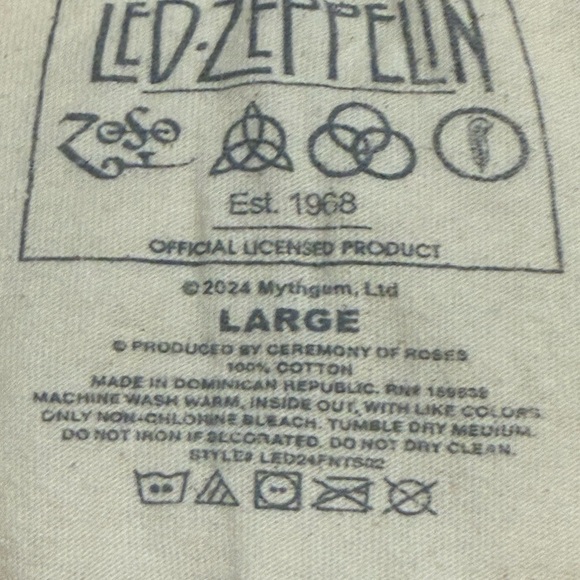 LED·ZEPPELIN
ZoSo
Est. 1968
OFFICIAL LICENSED PRODUCT
©2024 Mythgem, Ltd
LARGE
© PRODUCED BY CEREMONY OF ROSES
100% COTTON
MADE IN DOMINICAN REPUBLIC. RN#
MACHINE WASH WARM, INSIDE OUT, WITH LIKE COLORS.
ONLY NON-CHLORINE BLEACH. TUMBLE DRY MEDIUM.
DO NOT IRON IF DECORATED. DO NOT DRY CLEAN.
STYLE#